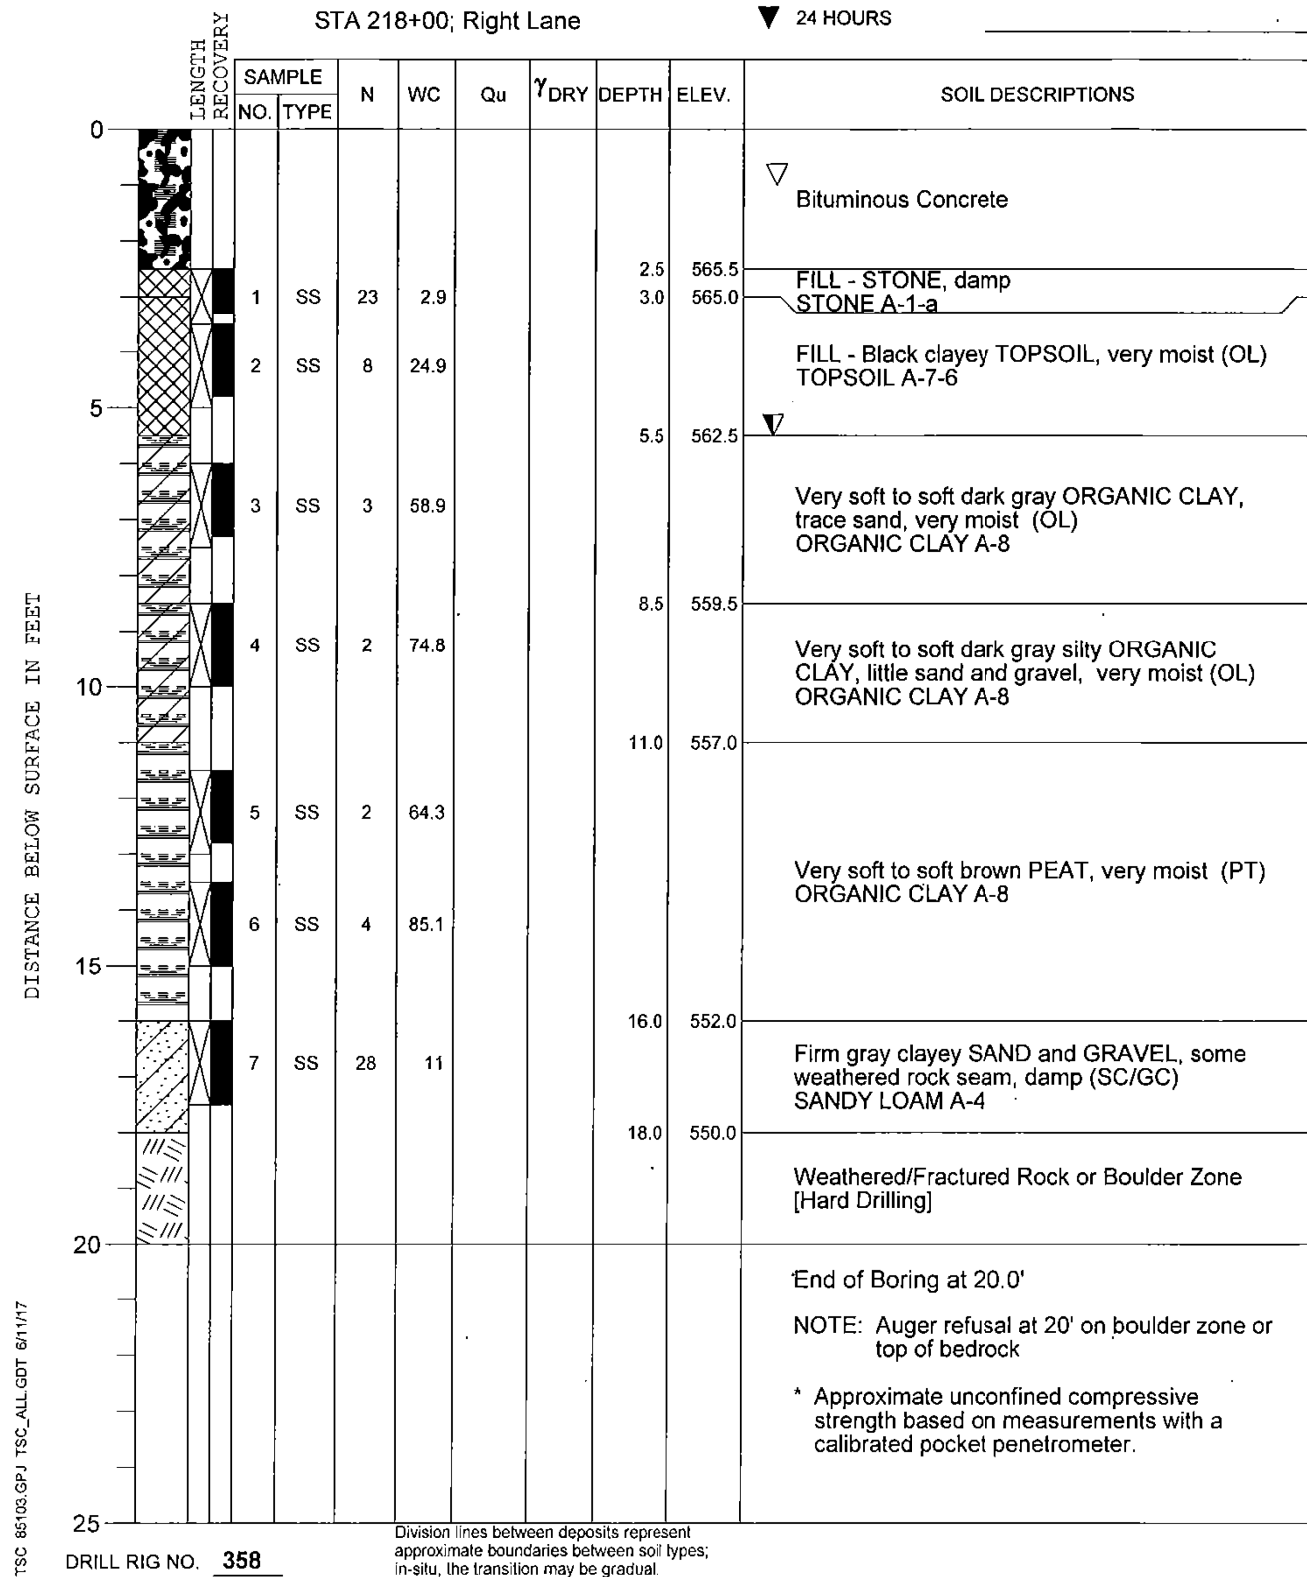 STA 218+00; Right Lane
▼ 24 HOURS
LENGTH
RECOVERY
SAMPLE
NO. TYPE
N WC Qu γDRY DEPTH ELEV. SOIL DESCRIPTIONS
0
▽
Bituminous Concrete
2.5 565.5
FILL - STONE, damp
1 SS 23 2.9 3.0 565.0
STONE A-1-a
FILL - Black clayey TOPSOIL, very moist (OL)
2 SS 8 24.9
TOPSOIL A-7-6
5
5.5 562.5
Very soft to soft dark gray ORGANIC CLAY,
3 SS 3 58.9 trace sand, very moist (OL)
ORGANIC CLAY A-8
8.5 559.5
4 SS 2 74.8 Very soft to soft dark gray silty ORGANIC
CLAY, little sand and gravel, very moist (OL)
10 ORGANIC CLAY A-8
11.0 557.0
5 SS 2 64.3
Very soft to soft brown PEAT, very moist (PT)
ORGANIC CLAY A-8
6 SS 4 85.1
15
16.0 552.0
Firm gray clayey SAND and GRAVEL, some
7 SS 28 11 weathered rock seam, damp (SC/GC)
SANDY LOAM A-4
18.0 550.0
Weathered/Fractured Rock or Boulder Zone
[Hard Drilling]
20
End of Boring at 20.0'
NOTE: Auger refusal at 20' on boulder zone or
top of bedrock
* Approximate unconfined compressive
strength based on measurements with a
calibrated pocket penetrometer.
25
DISTANCE BELOW SURFACE IN FEET
TSC 85103.GPJ TSC_ALL.GDT 6/11/17
DRILL RIG NO. 358
Division lines between deposits represent
approximate boundaries between soil types;
in-situ, the transition may be gradual.